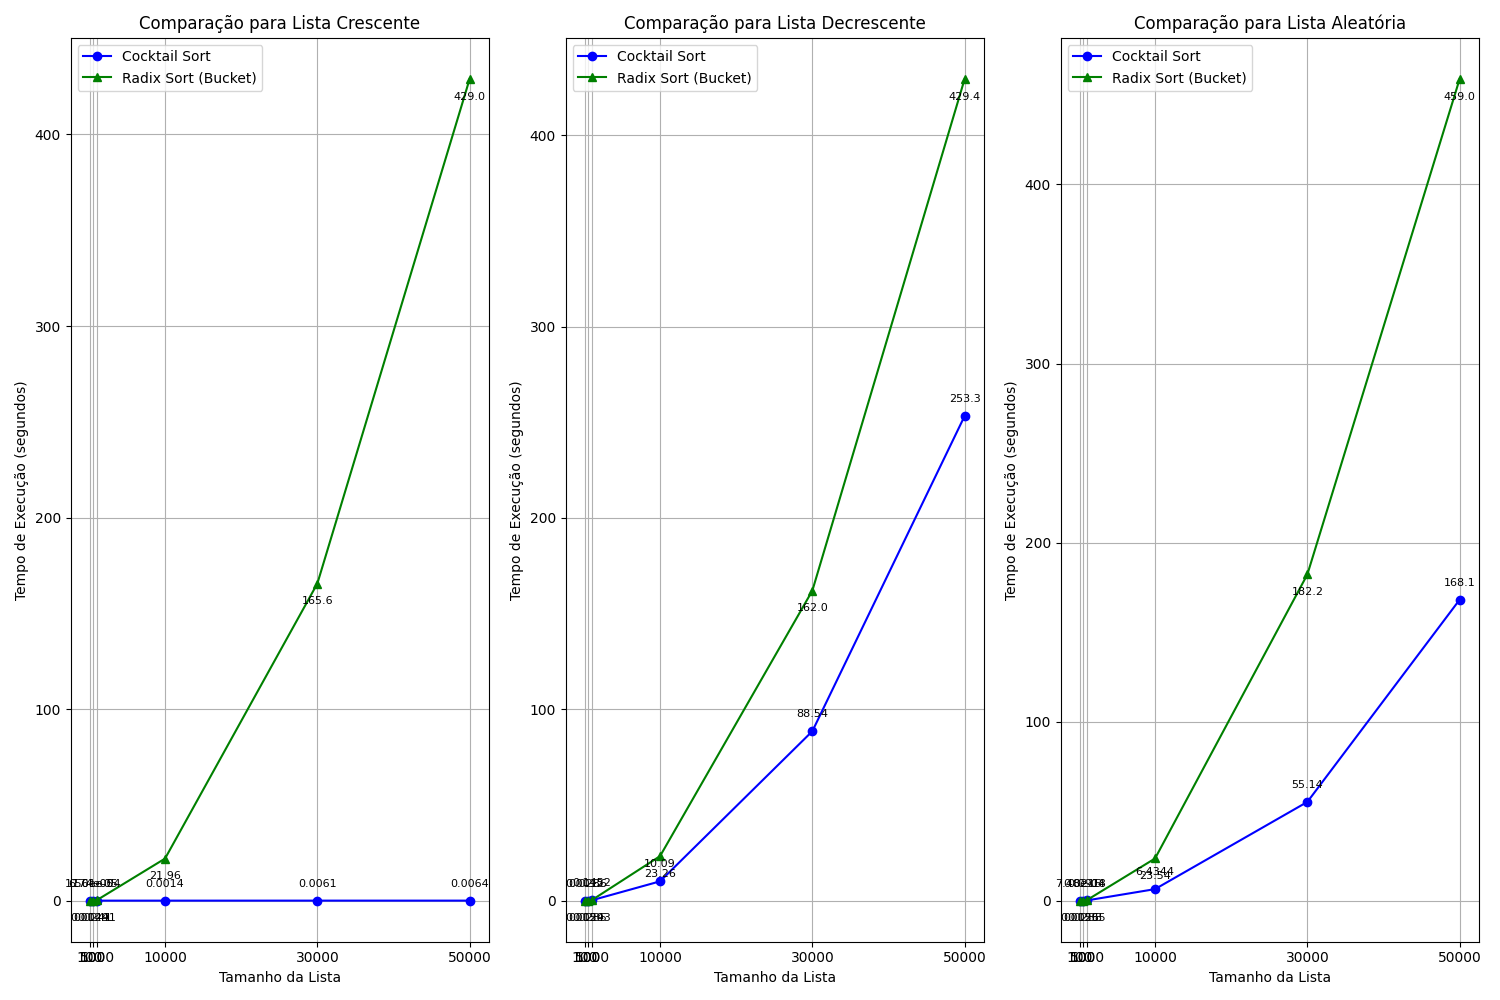 Comparação para Lista Crescente
Cocktail Sort
Radix Sort (Bucket)
429.0
165.6
21.96
0.0014
0.0061
0.0064
400
300
200
100
0
10000
30000
50000
Tempo de Execução (segundos)
Tamanho da Lista
Comparação para Lista Decrescente
Cocktail Sort
Radix Sort (Bucket)
429.4
253.3
162.0
88.54
10.09
23.26
400
300
200
100
0
10000
30000
50000
Tempo de Execução (segundos)
Tamanho da Lista
Comparação para Lista Aleatória
Cocktail Sort
Radix Sort (Bucket)
459.0
182.2
168.1
55.14
6.4344
23.54
400
300
200
100
0
10000
30000
50000
Tempo de Execução (segundos)
Tamanho da Lista